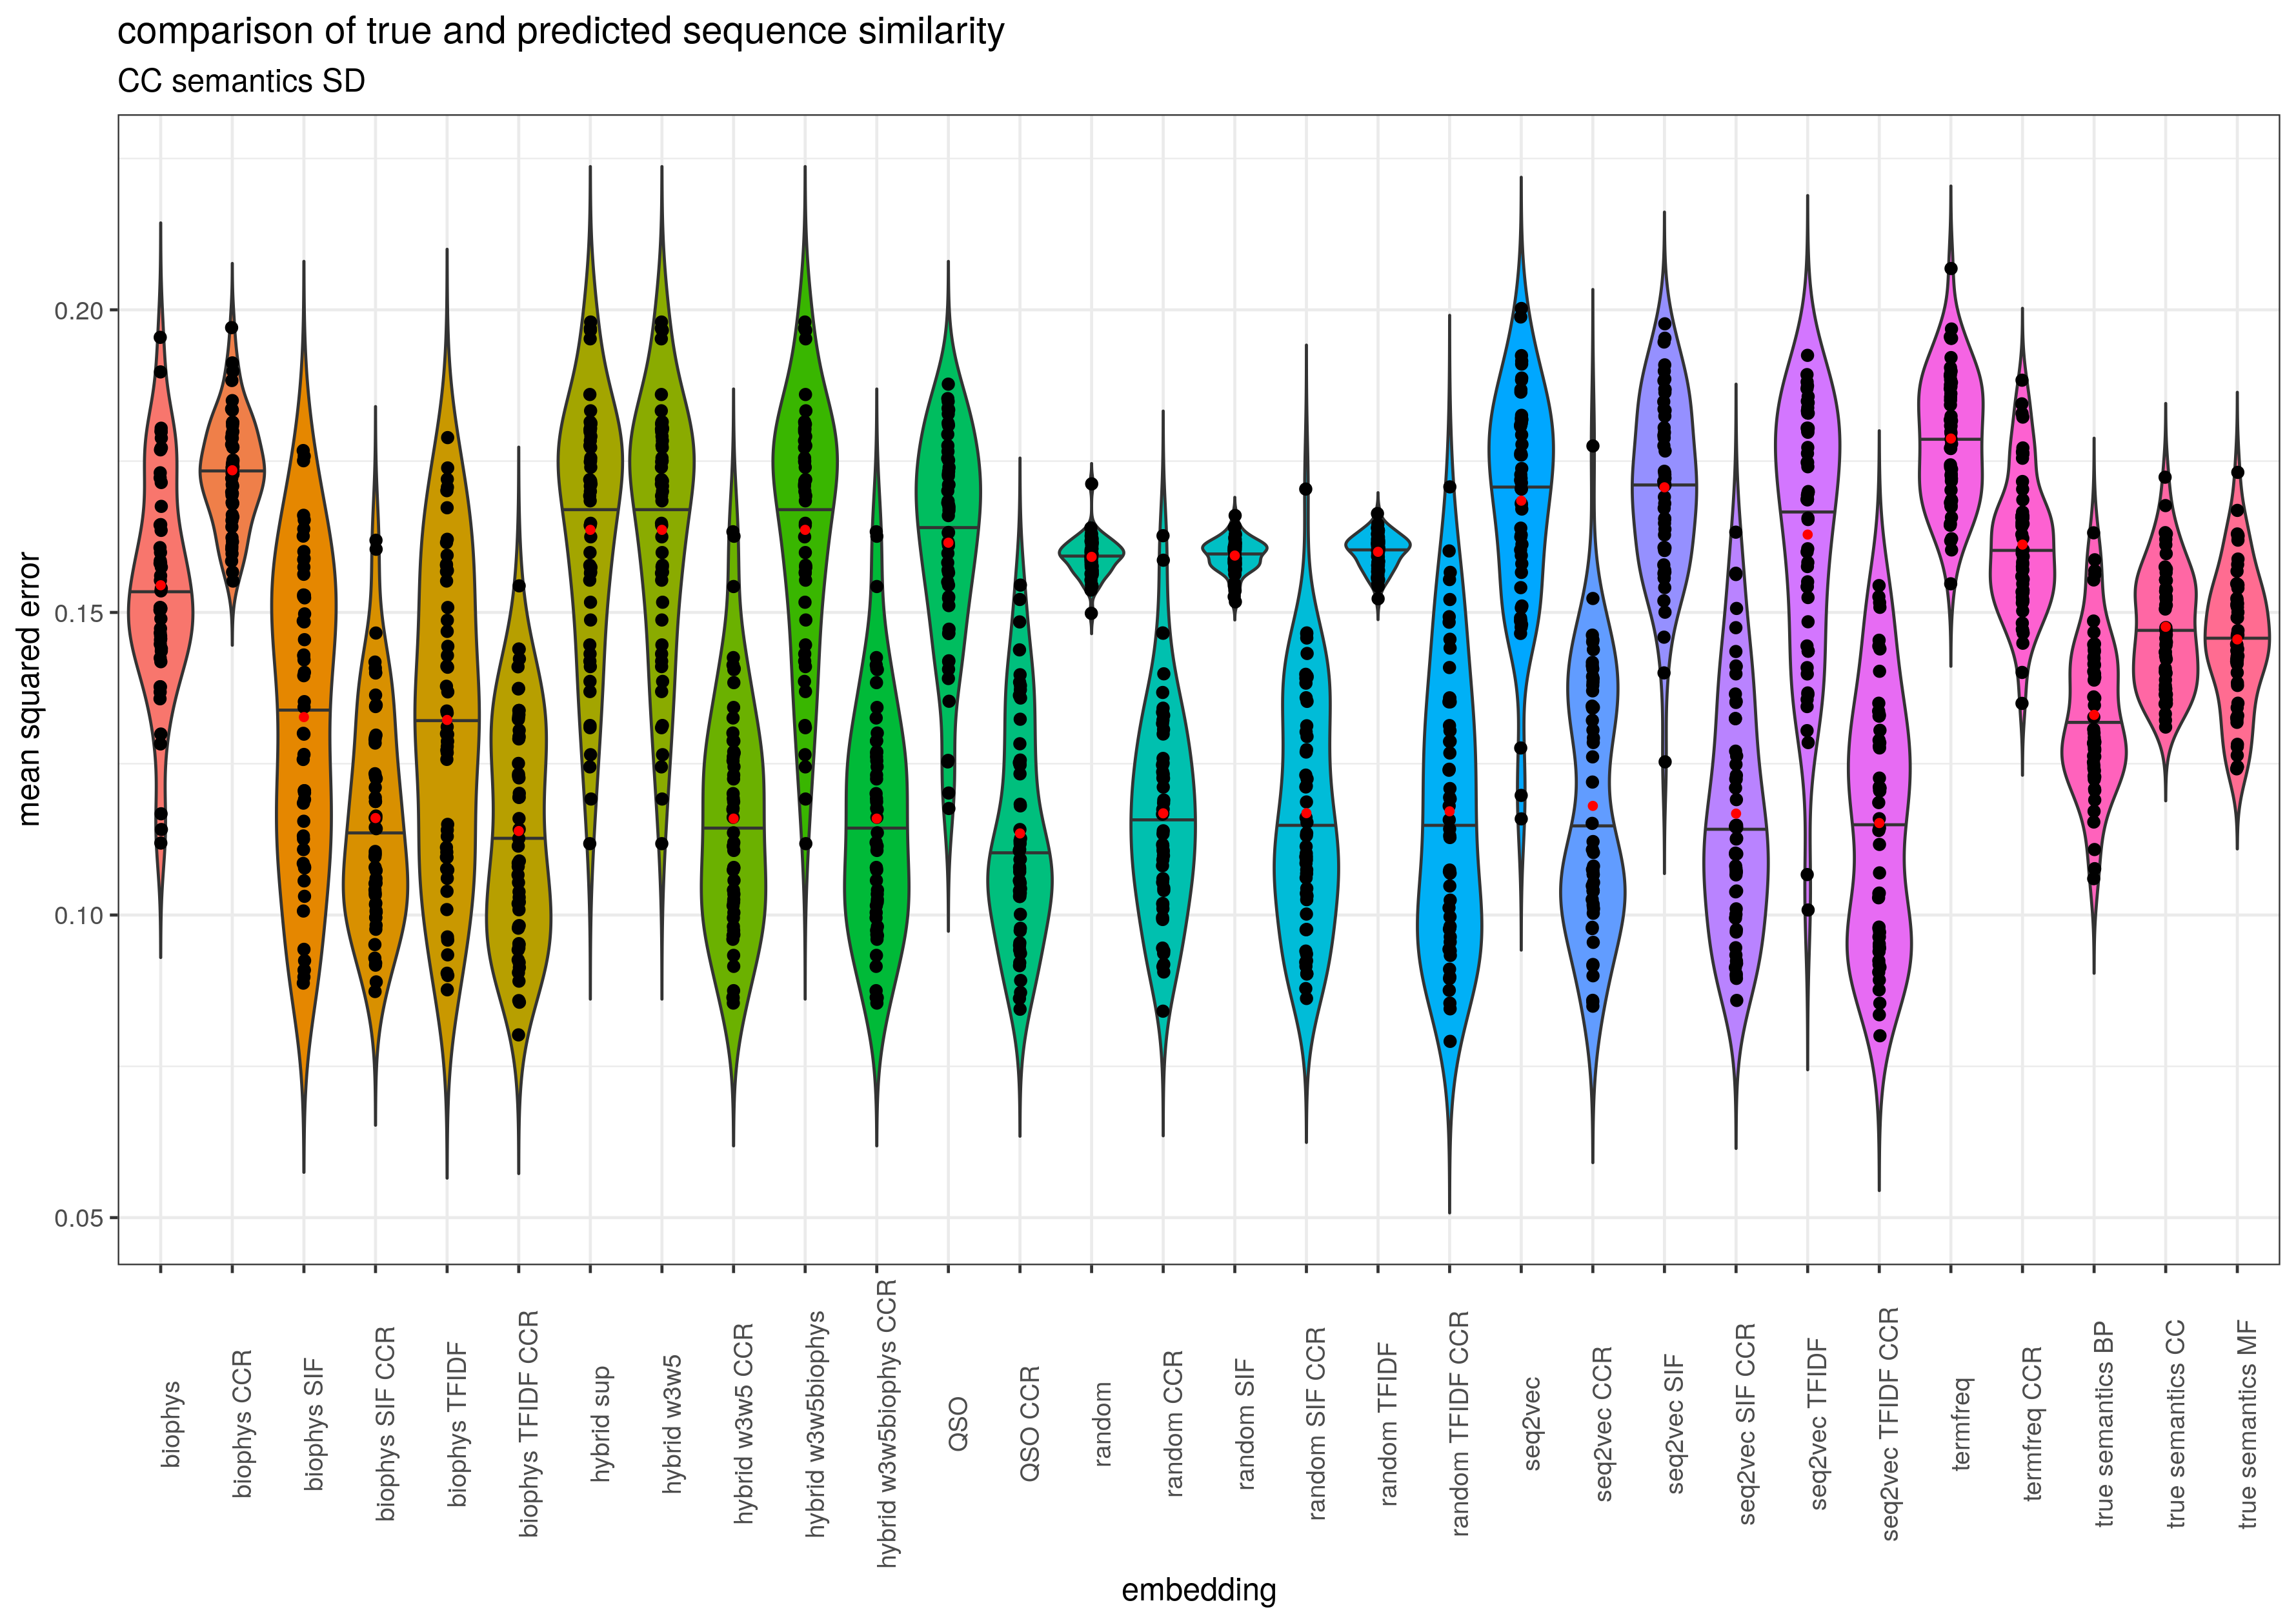 comparison of true and predicted sequence similarity
CC semantics SD
mean squared error
0.20
0.15
0.10
0.05
biophys
biophys CCR
biophys SIF
biophys SIF CCR
biophys TFIDF
biophys TFIDF CCR
hybrid sup
hybrid w3w5
hybrid w3w5 CCR
hybrid w3w5biophys
hybrid w3w5biophys CCR
QSO
QSO CCR
random
random CCR
random SIF
random SIF CCR
random TFIDF
random TFIDF CCR
seq2vec
seq2vec CCR
seq2vec SIF
seq2vec SIF CCR
seq2vec TFIDF
seq2vec TFIDF CCR
termfreq
termfreq CCR
true semantics BP
true semantics CC
true semantics MF
embedding